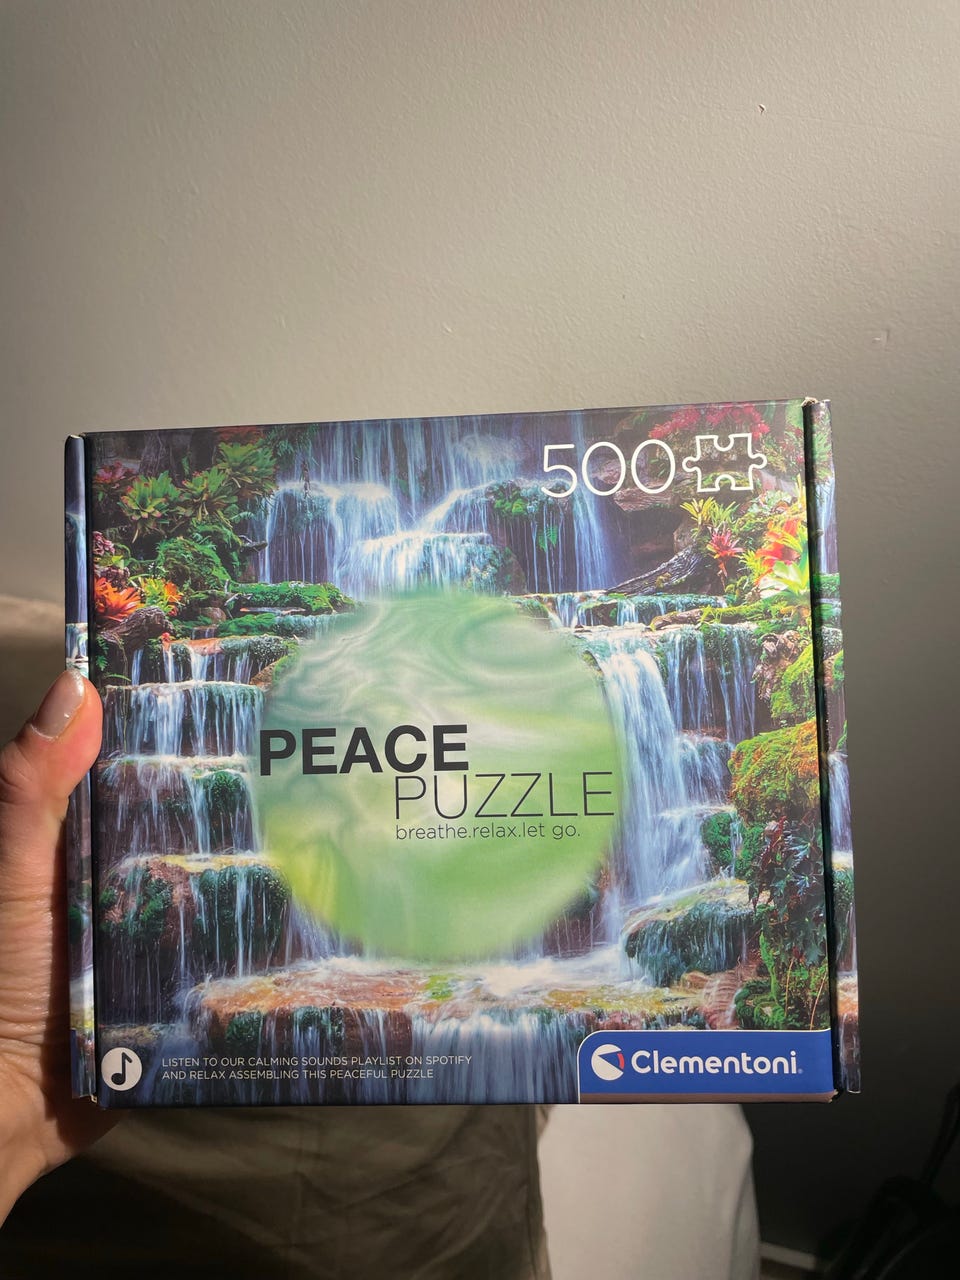 500
PEACE
PUZZLE
breathe.relax.let go.
LISTEN TO OUR CALMING SOUNDS PLAYLIST ON SPOTIFY
AND RELAX ASSEMBLING THIS PEACEFUL PUZZLE
Clementoni®